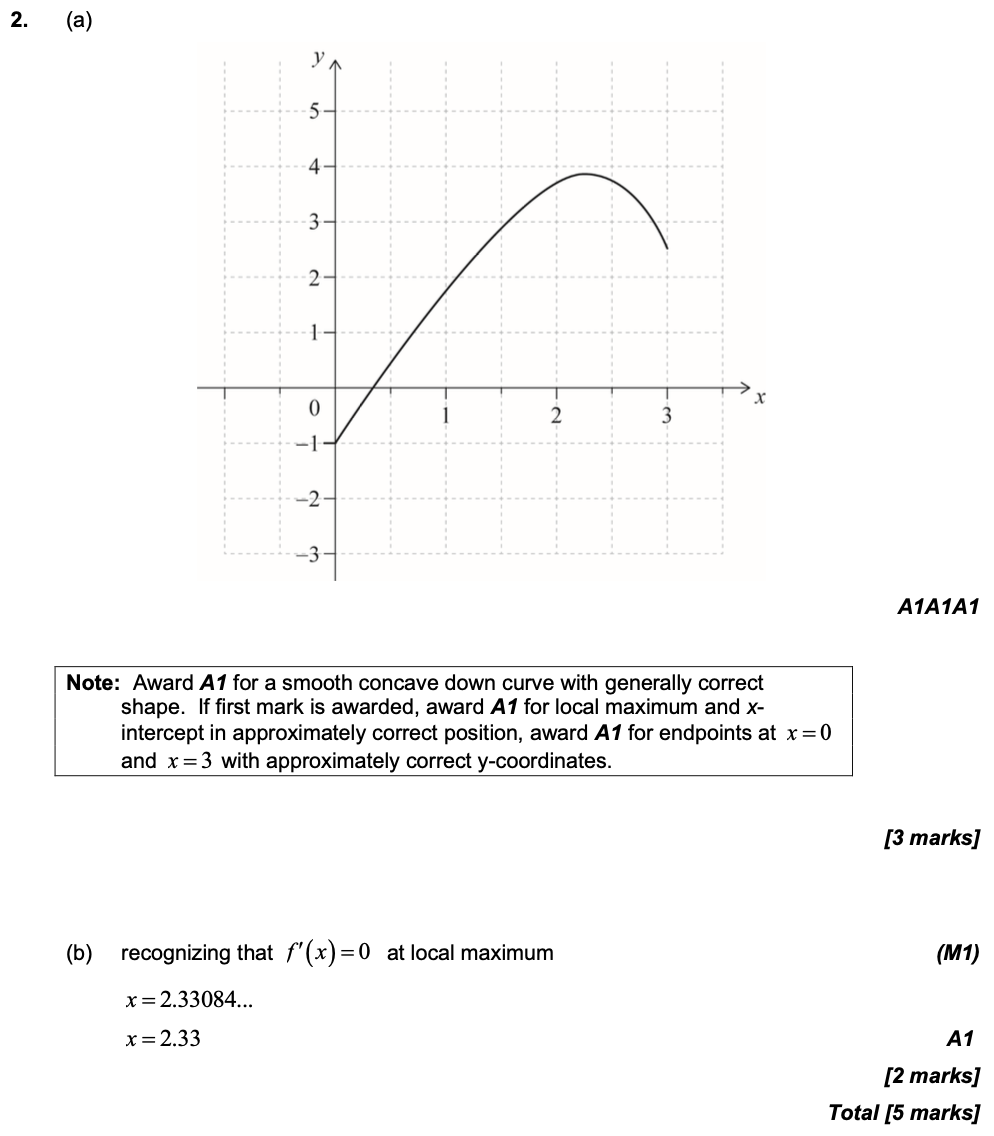 2. (a)
y
5
4
3
2
1
0 1 2 3 x
–1
–2
–3
A1A1A1
Note: Award A1 for a smooth concave down curve with generally correct
shape. If first mark is awarded, award A1 for local maximum and x-
intercept in approximately correct position, award A1 for endpoints at x = 0
and x = 3 with approximately correct y-coordinates.
[3 marks]
(b) recognizing that f′(x) = 0 at local maximum (M1)
x = 2.33084...
x = 2.33 A1
[2 marks]
Total [5 marks]